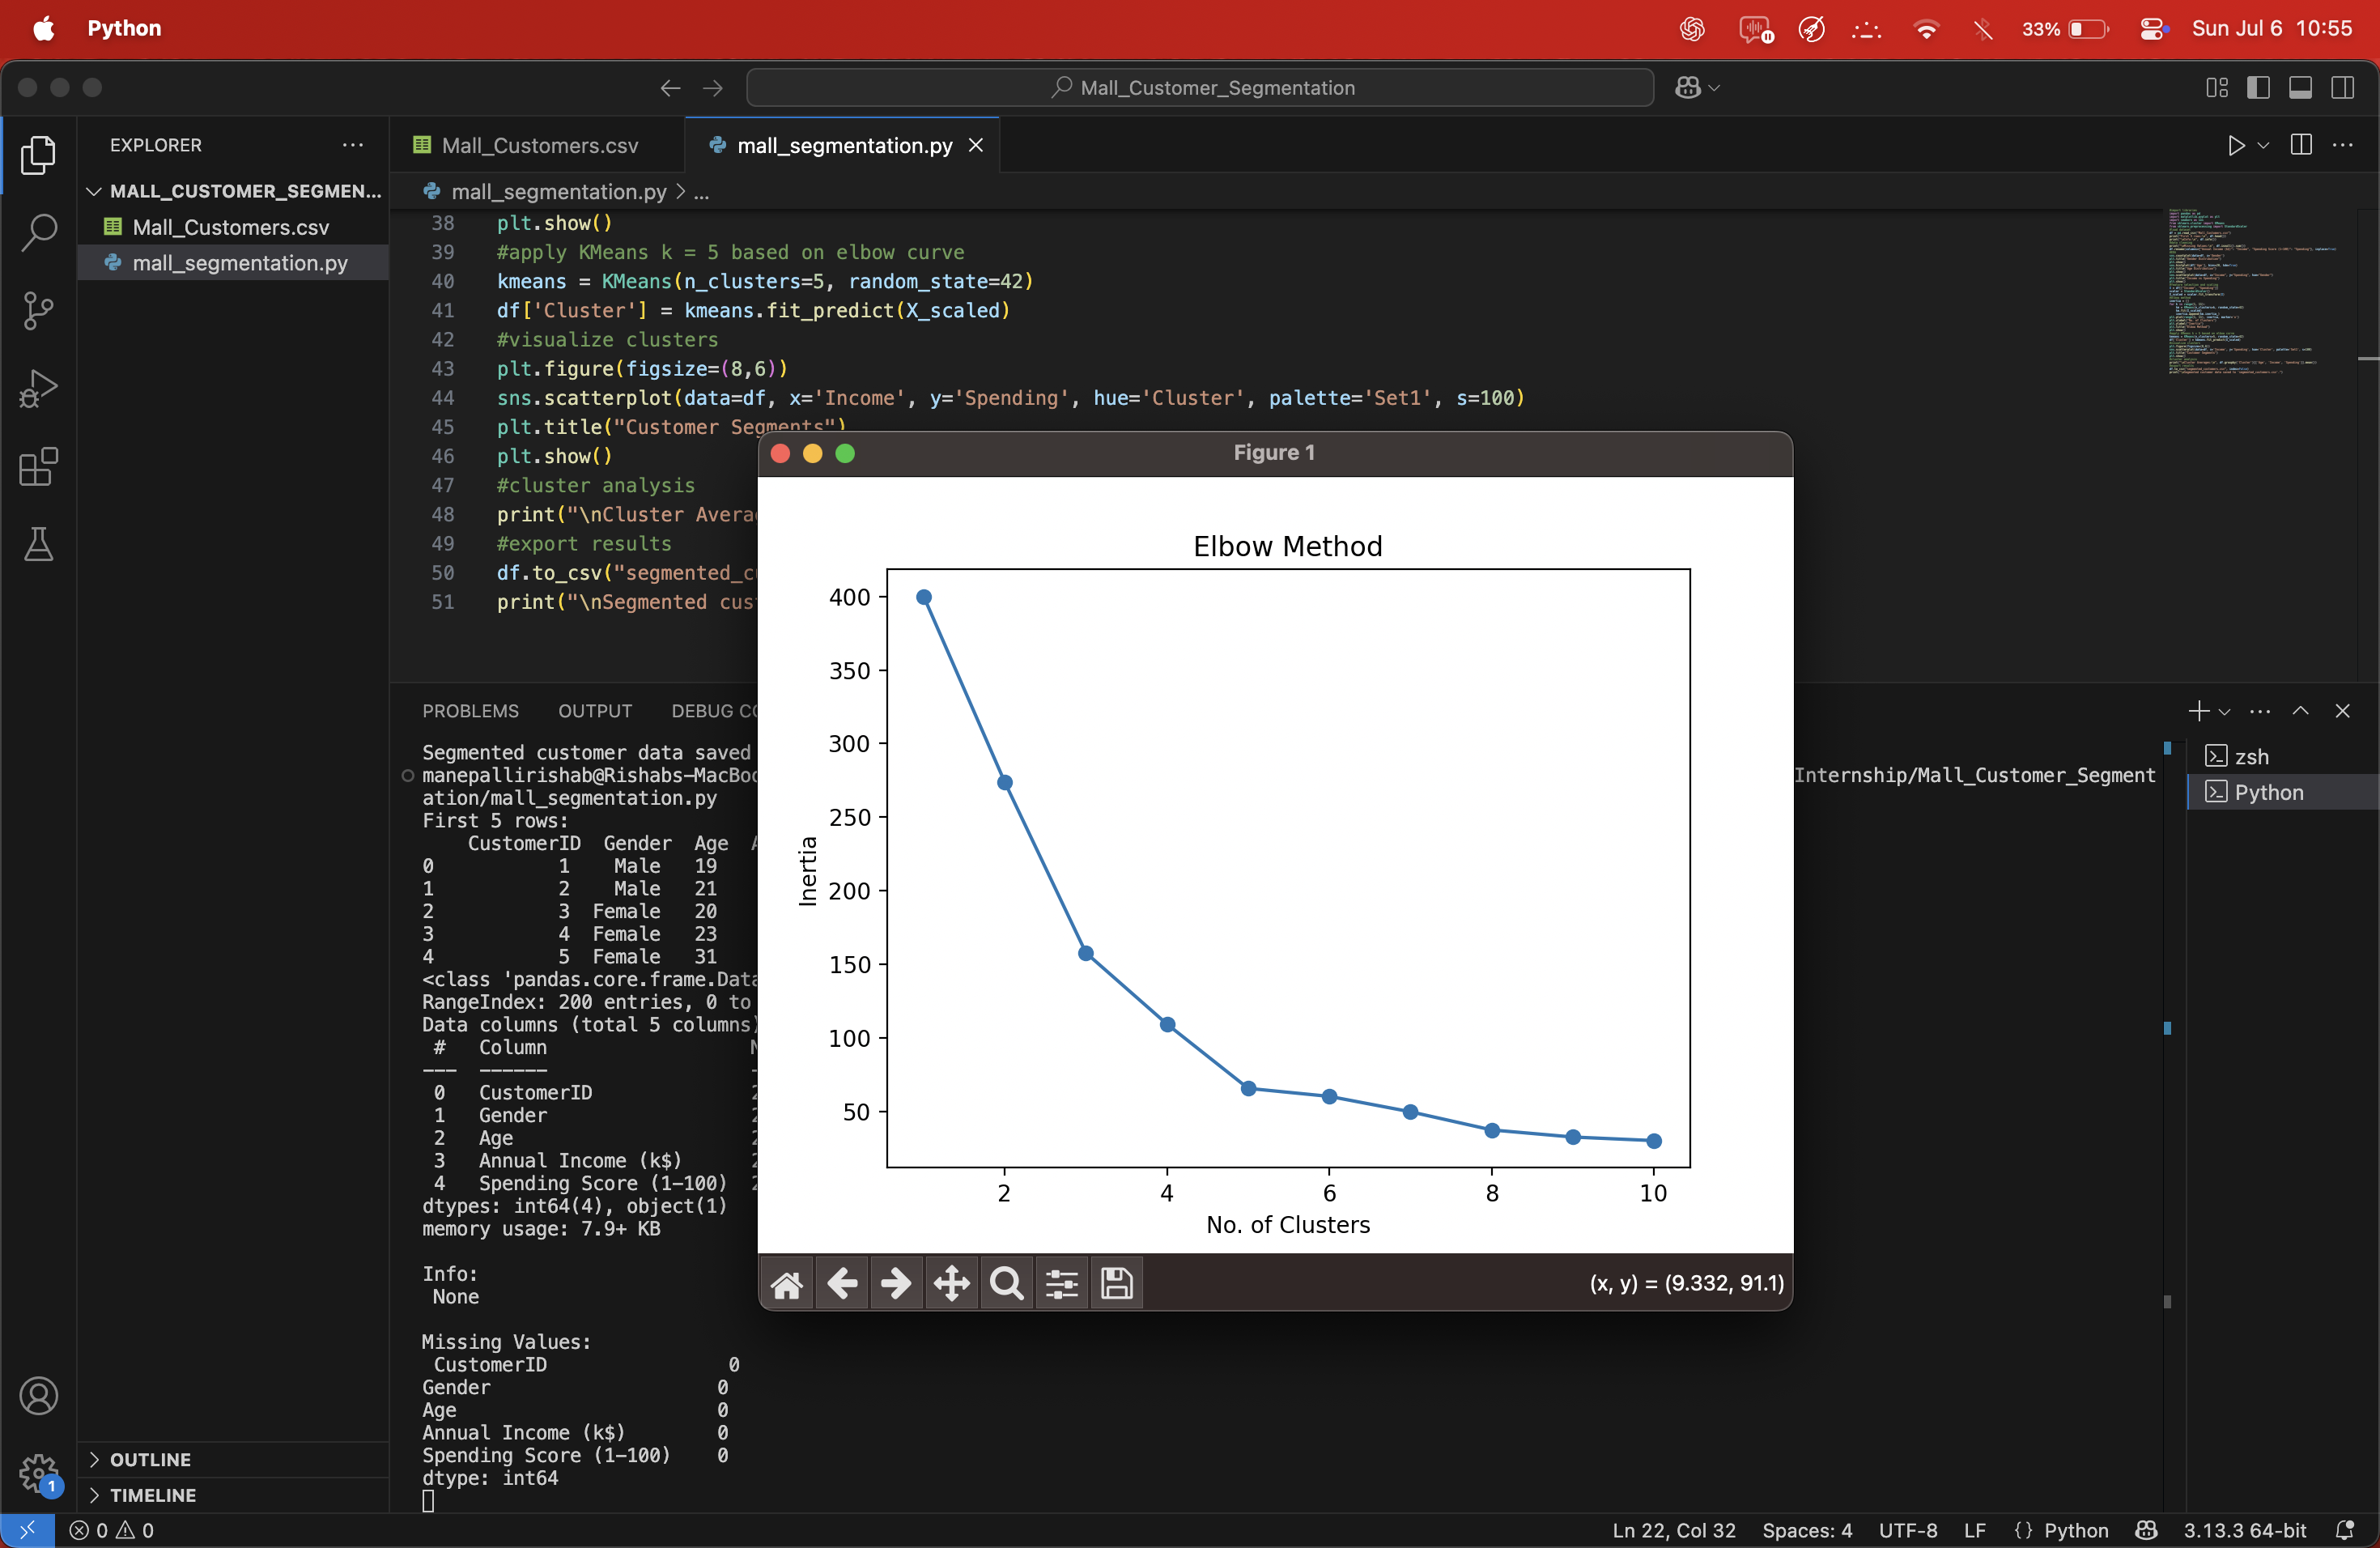 Python
33%
Sun Jul 6 10:55
Mall_Customer_Segmentation
EXPLORER
MALL_CUSTOMER_SEGMEN...
Mall_Customers.csv
mall_segmentation.py
OUTLINE
TIMELINE
Mall_Customers.csv
mall_segmentation.py
mall_segmentation.py > ...
38 plt.show()
39 #apply KMeans k = 5 based on elbow curve
40 kmeans = KMeans(n_clusters=5, random_state=42)
41 df['Cluster'] = kmeans.fit_predict(X_scaled)
42 #visualize clusters
43 plt.figure(figsize=(8,6))
44 sns.scatterplot(data=df, x='Income', y='Spending', hue='Cluster', palette='Set1', s=100)
45 plt.title("Customer Segments")
46 plt.show()
47 #cluster analysis
48 print("\nCluster Avera
49 #export results
50 df.to_csv("segmented_c
51 print("\nSegmented cus
PROBLEMS OUTPUT DEBUG CO
Segmented customer data saved
manepallirishab@Rishabs-MacBoo
Internship/Mall_Customer_Segment
ation/mall_segmentation.py
First 5 rows:
CustomerID Gender Age A
0 1 Male 19
1 2 Male 21
2 3 Female 20
3 4 Female 23
4 5 Female 31
<class 'pandas.core.frame.Data
RangeIndex: 200 entries, 0 to
Data columns (total 5 columns)
# Column N
--- ------ -
0 CustomerID 2
1 Gender 2
2 Age 2
3 Annual Income (k$) 2
4 Spending Score (1-100) 2
dtypes: int64(4), object(1)
memory usage: 7.9+ KB
Info:
None
Missing Values:
CustomerID 0
Gender 0
Age 0
Annual Income (k$) 0
Spending Score (1-100) 0
dtype: int64
zsh
Python
Figure 1
Elbow Method
400
350
300
250
200
150
100
50
Inertia
2 4 6 8 10
No. of Clusters
(x, y) = (9.332, 91.1)
1
0 0
Ln 22, Col 32 Spaces: 4 UTF-8 LF {} Python 3.13.3 64-bit